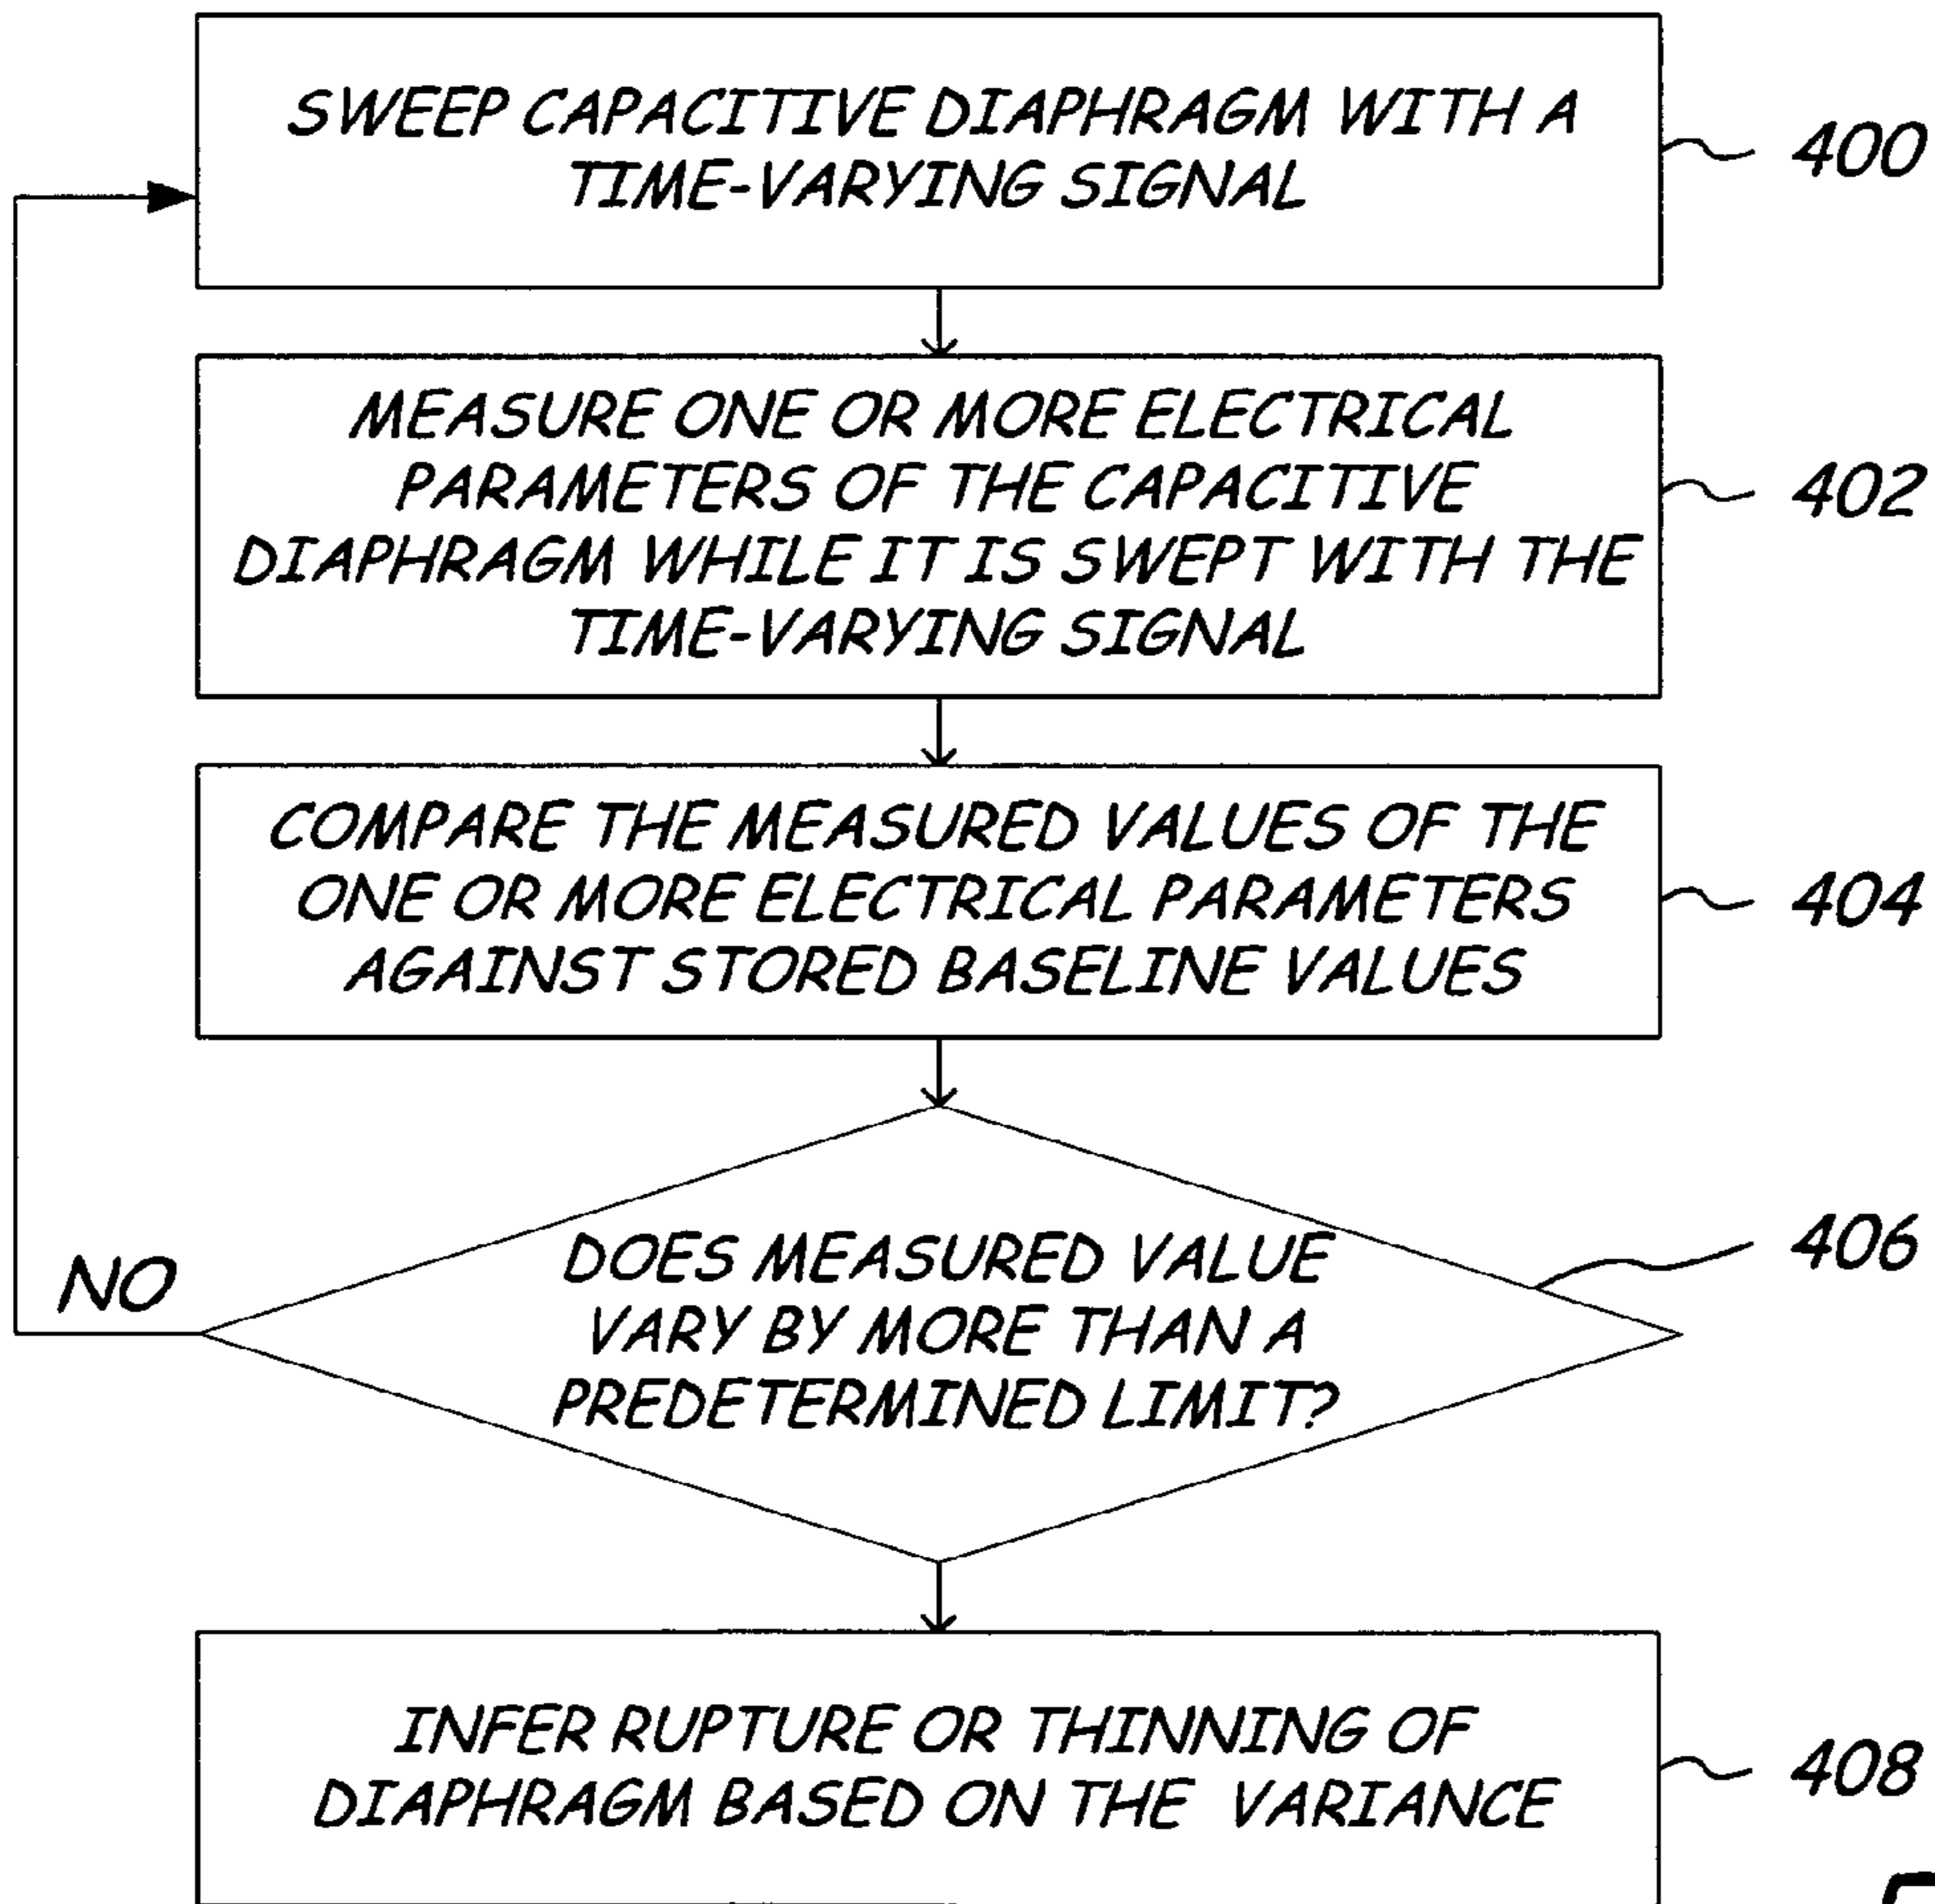 SWEEP CAPACITIVE DIAPHRAGM WITH A
TIME-VARYING SIGNAL
400
MEASURE ONE OR MORE ELECTRICAL
PARAMETERS OF THE CAPACITIVE
DIAPHRAGM WHILE IT IS SWEPT WITH THE
TIME-VARYING SIGNAL
402
COMPARE THE MEASURED VALUES OF THE
ONE OR MORE ELECTRICAL PARAMETERS
AGAINST STORED BASELINE VALUES
404
DOES MEASURED VALUE
VARY BY MORE THAN A
PREDETERMINED LIMIT?
406
NO
INFER RUPTURE OR THINNING OF
DIAPHRAGM BASED ON THE VARIANCE
408